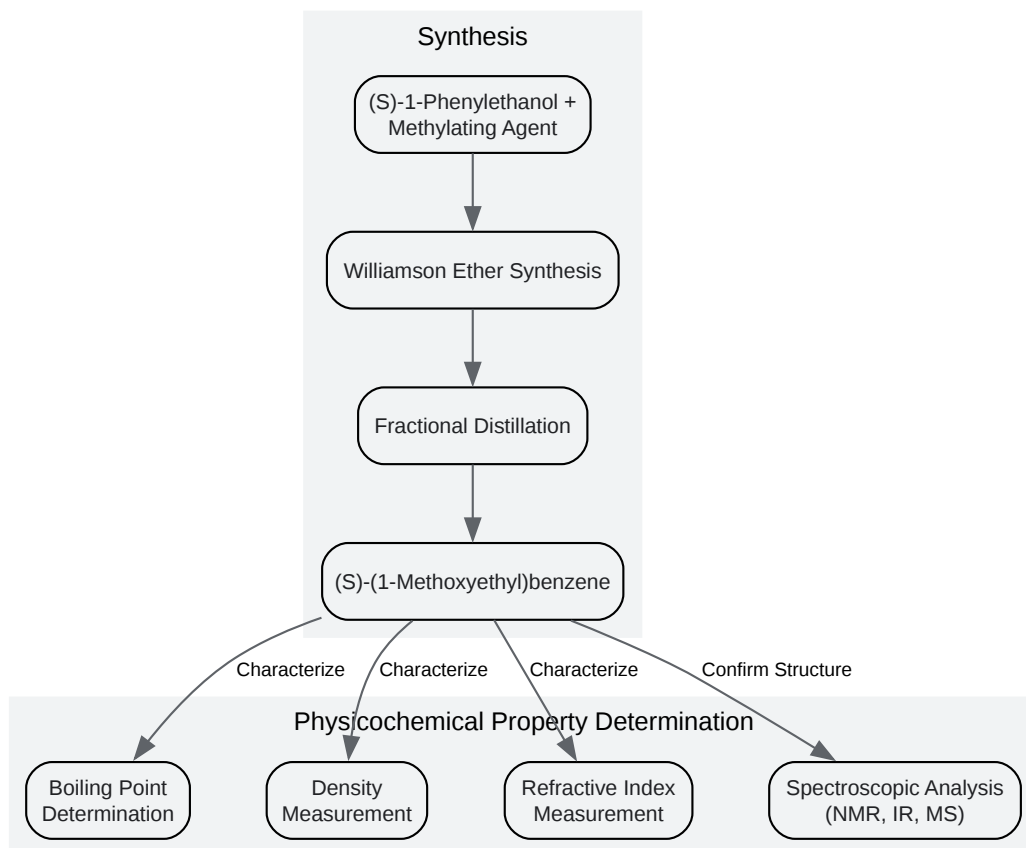 Synthesis
(S)-1-Phenylethanol +
Methylating Agent
Williamson Ether Synthesis
Fractional Distillation
(S)-(1-Methoxyethyl)benzene
Characterize
Characterize
Characterize
Confirm Structure
Physicochemical Property Determination
Boiling Point
Determination
Density
Measurement
Refractive Index
Measurement
Spectroscopic Analysis
(NMR, IR, MS)